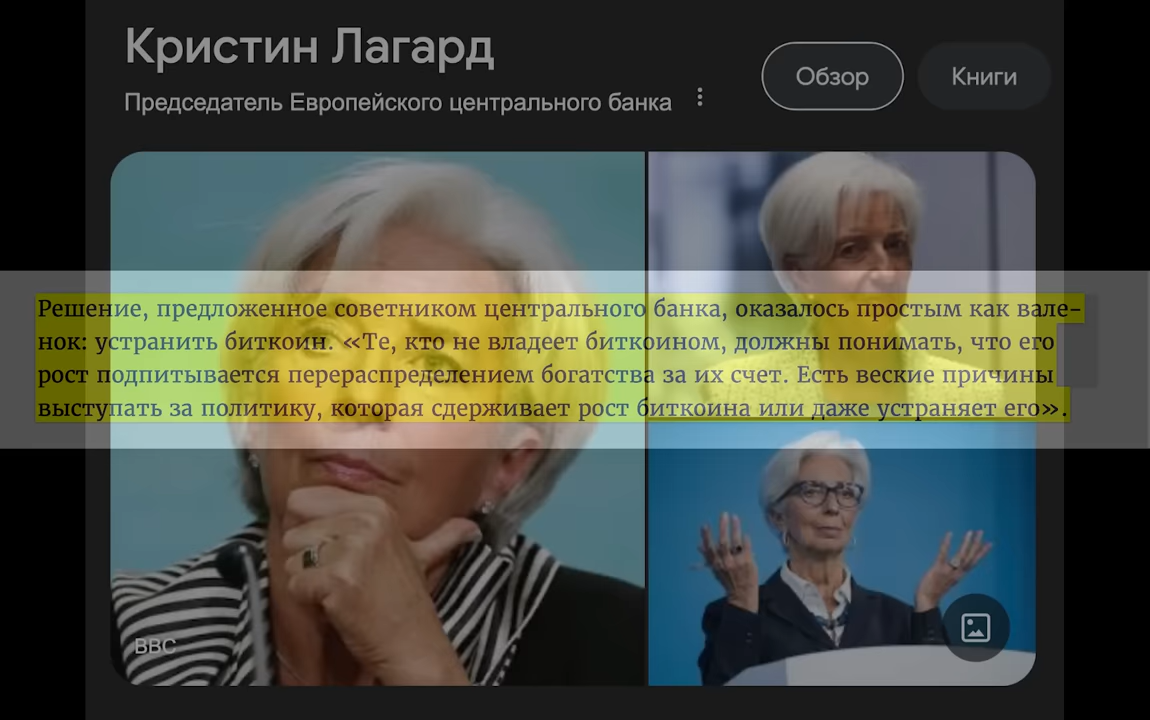 Кристин Лагард
Председатель Европейского центрального банка
Обзор
Книги
Решение, предложенное советником центрального банка, оказалось простым как вале-
нок: устранить биткоин. «Те, кто не владеет биткоином, должны понимать, что его
рост подпитывается перераспределением богатства за их счет. Есть веские причины
выступать за политику, которая сдерживает рост биткоина или даже устраняет его».
BBC